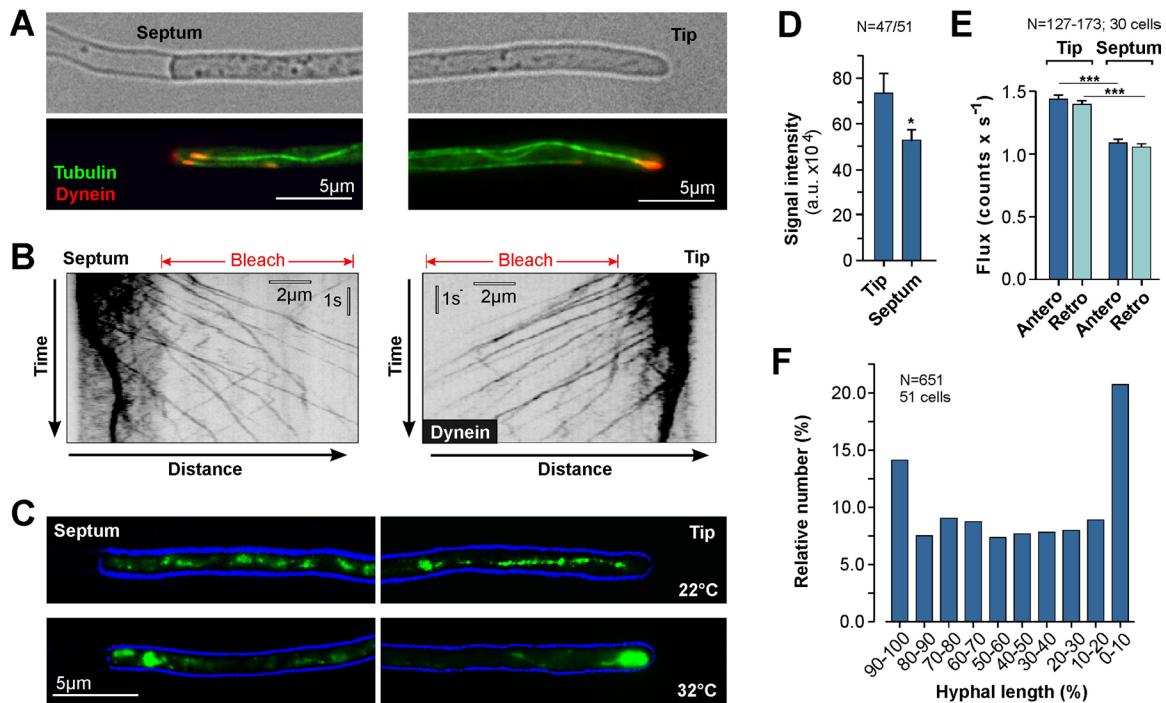 A
Septum
Tip
Tubulin
Dynein
5µm
5µm
B
Septum
Bleach
2µm
1s
Time
Distance
Bleach
Tip
1s
2µm
Time
Dynein
Distance
C
Septum
Tip
22°C
5µm
32°C
D
N=47/51
Signal intensity
(a.u. x10⁴)
80
60
40
20
0
*
Tip
Septum
E
N=127-173; 30 cells
Tip Septum
***
***
Flux (counts x s⁻¹)
1.5
1.0
0.5
0.0
Antero
Retro
Antero
Retro
F
N=651
51 cells
Relative number (%)
20.0
15.0
10.0
5.0
0.0
90-100
80-90
70-80
60-70
50-60
40-50
30-40
20-30
10-20
0-10
Hyphal length (%)